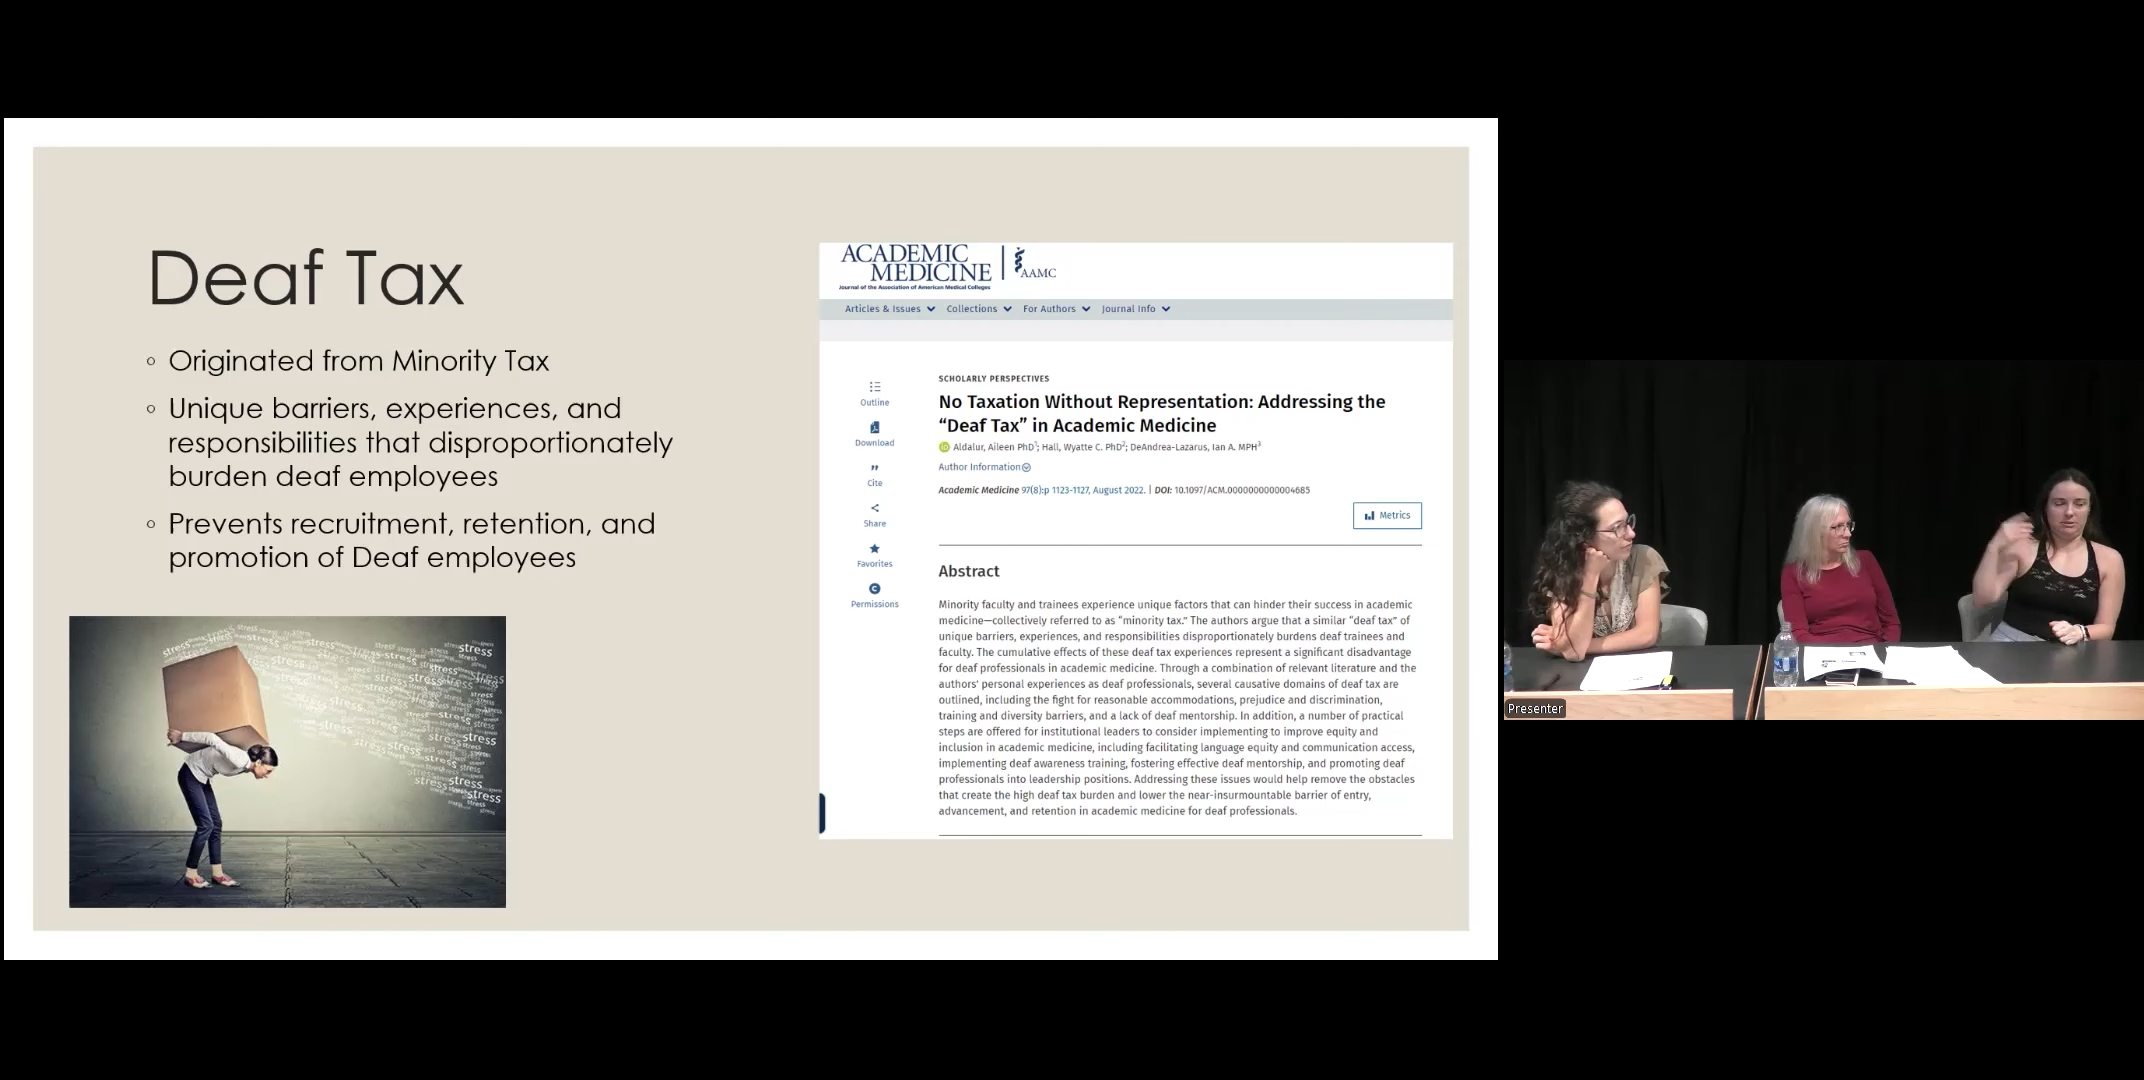 Deaf Tax
◦ Originated from Minority Tax
◦ Unique barriers, experiences, and
responsibilities that disproportionately
burden deaf employees
◦ Prevents recruitment, retention, and
promotion of Deaf employees
stress
stress
stress
stress
stress
stress
stress
ACADEMIC
MEDICINE
AAMC
Journal of the Association of American Medical Colleges
Articles & Issues Collections For Authors Journal Info
Outline
Download
Cite
Share
Favorites
Permissions
SCHOLARLY PERSPECTIVES
No Taxation Without Representation: Addressing the
“Deaf Tax” in Academic Medicine
iD Aldalur, Aileen PhD1; Hall, Wyatte C. PhD2; DeAndrea-Lazarus, Ian A. MPH3
Author Information
Academic Medicine 97(8):p 1123-1127, August 2022. | DOI: 10.1097/ACM.0000000000004685
Metrics
Abstract
Minority faculty and trainees experience unique factors that can hinder their success in academic
medicine—collectively referred to as “minority tax.” The authors argue that a similar “deaf tax” of
unique barriers, experiences, and responsibilities disproportionately burdens deaf trainees and
faculty. The cumulative effects of these deaf tax experiences represent a significant disadvantage
for deaf professionals in academic medicine. Through a combination of relevant literature and the
authors’ personal experiences as deaf professionals, several causative domains of deaf tax are
outlined, including the fight for reasonable accommodations, prejudice and discrimination,
training and diversity barriers, and a lack of deaf mentorship. In addition, a number of practical
steps are offered for institutional leaders to consider implementing to improve equity and
inclusion in academic medicine, including facilitating language equity and communication access,
implementing deaf awareness training, fostering effective deaf mentorship, and promoting deaf
professionals into leadership positions. Addressing these issues would help remove the obstacles
that create the high deaf tax burden and lower the near-insurmountable barrier of entry,
advancement, and retention in academic medicine for deaf professionals.
Presenter